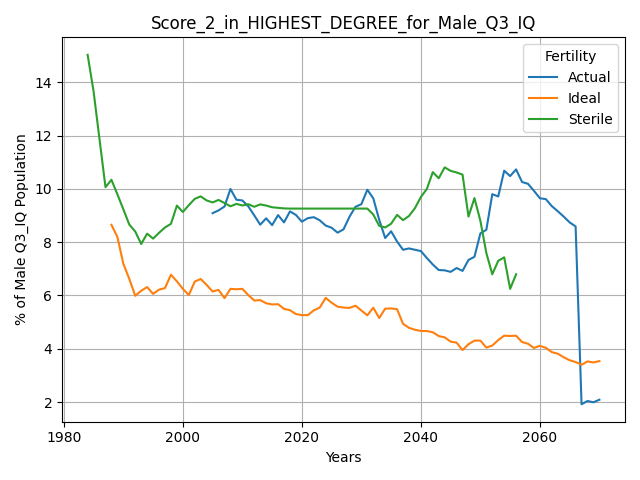 Score_2_in_HIGHEST_DEGREE_for_Male_Q3_IQ
% of Male Q3_IQ Population
14
12
10
8
6
4
2
Fertility
Actual
Ideal
Sterile
1980
2000
2020
2040
2060
Years